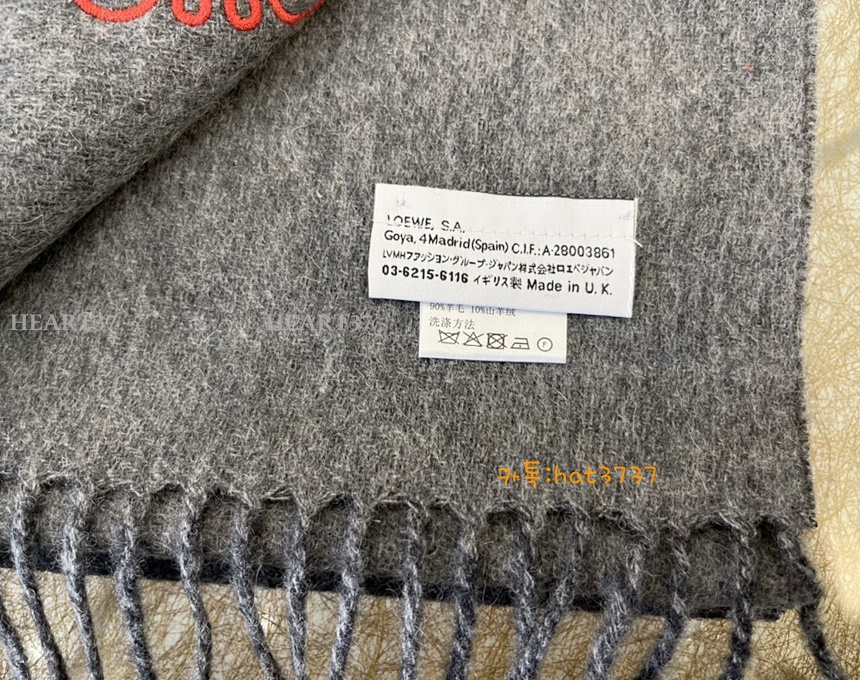 LOEWE, S.A.
Goya, 4 Madrid (Spain) C.I.F.: A-28003861
LVMHファッション・グループ・ジャパン株式会社ロエベジャパン
03-6215-6116 イギリス製 Made in U. K.
90%羊毛 10%山羊绒
洗涤方法
F
HEART
HEART
카톡:hat3737